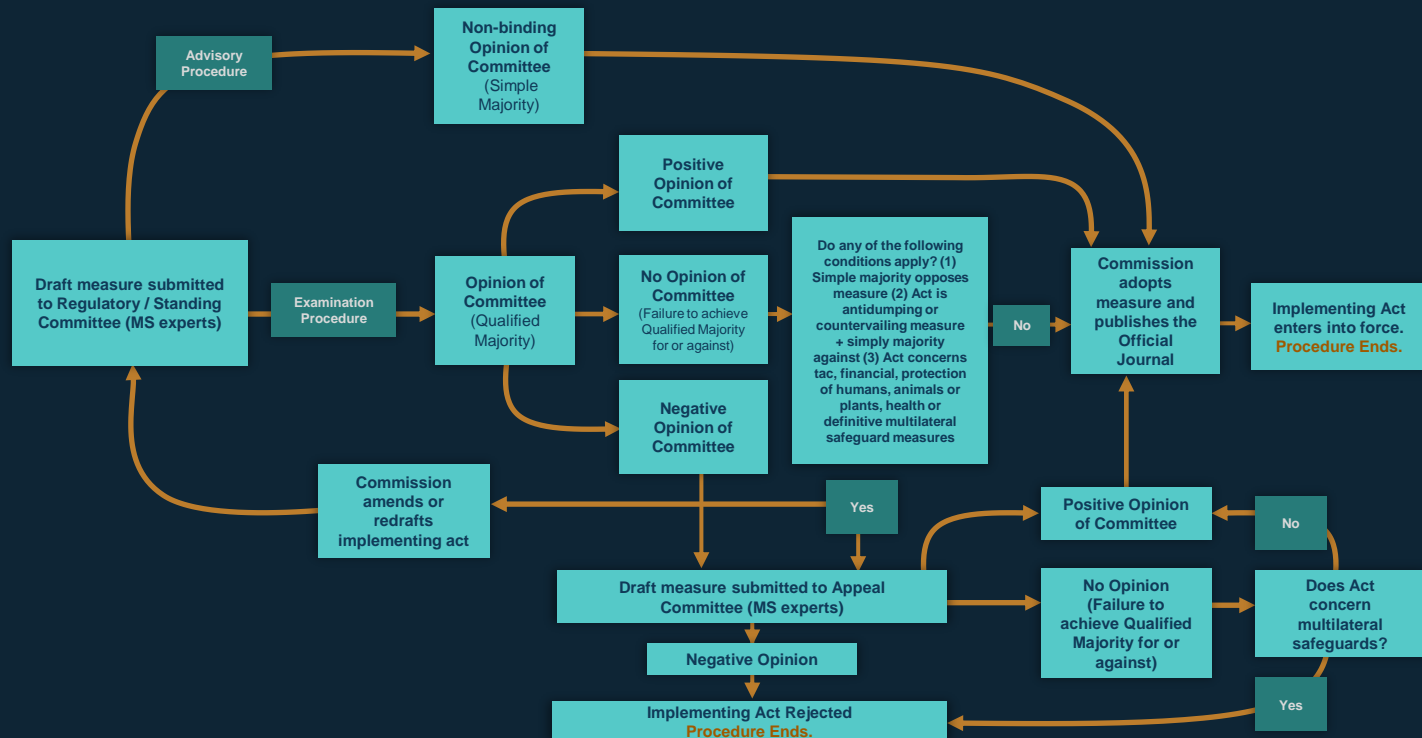 Non-binding
Opinion of
Committee
(Simple
Majority)
Advisory
Procedure
Positive
Opinion of
Committee
Draft measure submitted
to Regulatory / Standing
Committee (MS experts)
Examination
Procedure
Opinion of
Committee
(Qualified
Majority)
No Opinion of
Committee
(Failure to achieve
Qualified Majority
for or against)
Do any of the following
conditions apply? (1)
Simple majority opposes
measure (2) Act is
antidumping or
countervailing measure
+ simply majority
against (3) Act concerns
tac, financial, protection
of humans, animals or
plants, health or
definitive multilateral
safeguard measures
No
Commission
adopts
measure and
publishes the
Official
Journal
Implementing Act
enters into force.
Procedure Ends.
Negative
Opinion of
Committee
Commission
amends or
redrafts
implementing act
Yes
Positive Opinion
of Committee
No
Draft measure submitted to Appeal
Committee (MS experts)
No Opinion
(Failure to
achieve Qualified
Majority for or
against)
Does Act
concern
multilateral
safeguards?
Negative Opinion
Yes
Implementing Act Rejected
Procedure Ends.